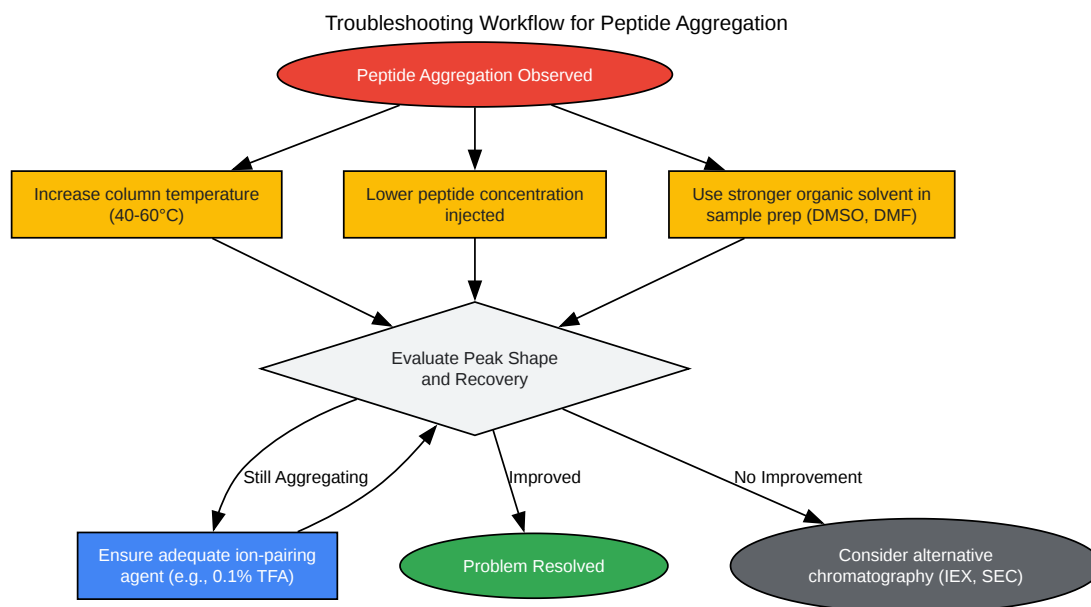 Troubleshooting Workflow for Peptide Aggregation
Peptide Aggregation Observed
Increase column temperature
(40-60°C)
Lower peptide concentration
injected
Use stronger organic solvent in
sample prep (DMSO, DMF)
Evaluate Peak Shape
and Recovery
Still Aggregating
Improved
No Improvement
Ensure adequate ion-pairing
agent (e.g., 0.1% TFA)
Problem Resolved
Consider alternative
chromatography (IEX, SEC)